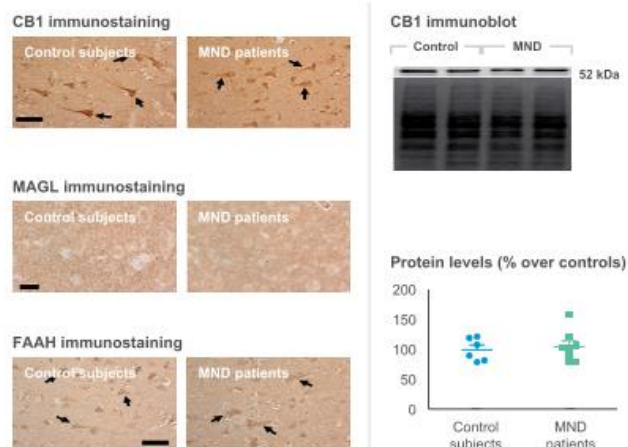 CB1 immunostaining
Control subjects
MND patients
MAGL immunostaining
Control subjects
MND patients
FAAH immunostaining
Control subjects
MND patients
CB1 immunoblot
Control
MND
52 kDa
Protein levels (% over controls)
200
150
100
50
0
Control
subjects
MND
patients